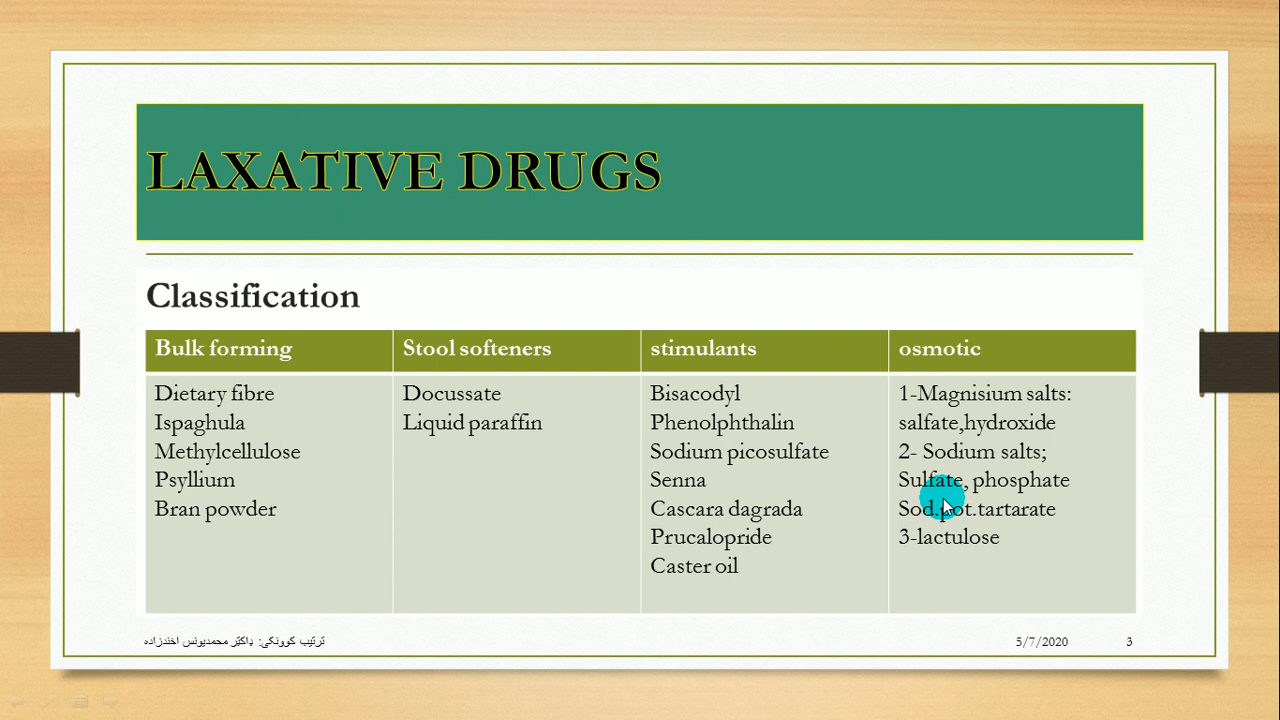 LAXATIVE DRUGS
Classification
Bulk forming
Stool softeners
stimulants
osmotic
Dietary fibre
Ispaghula
Methylcellulose
Psyllium
Bran powder
Docussate
Liquid paraffin
Bisacodyl
Phenolphthalin
Sodium picosulfate
Senna
Cascara dagrada
Prucalopride
Caster oil
1-Magnisium salts:
salfate,hydroxide
2- Sodium salts;
Sulfate, phosphate
Sod.pot.tartarate
3-lactulose
ترتیب کوونکی: ډاکټر محمدیونس اخندزاده
5/7/2020
3